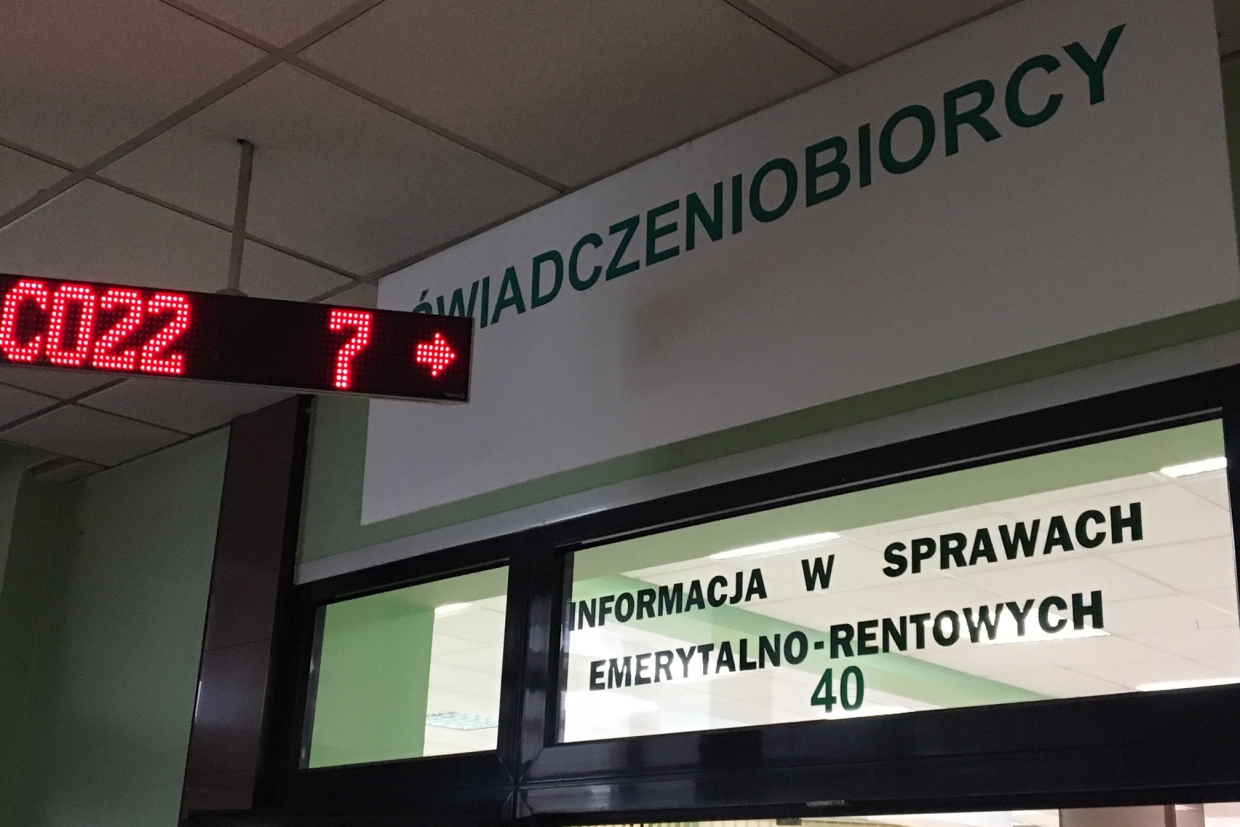 ŚWIADCZENIOBIORCY
C022 7 →
INFORMACJA W SPRAWACH
EMERYTALNO-RENTOWYCH
40